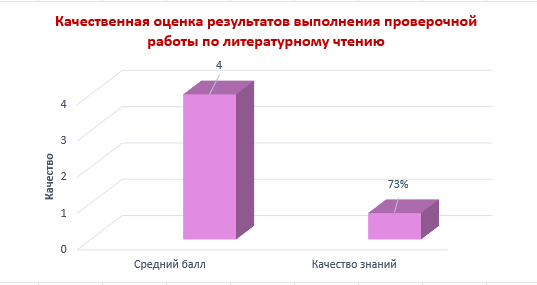 Качественная оценка результатов выполнения проверочной
работы по литературному чтению
4
73%
4
3
2
1
0
Качество
Средний балл
Качество знаний